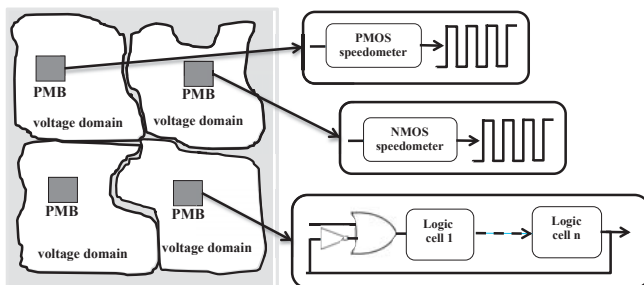 PMB
voltage domain
PMB
voltage domain
PMB
voltage domain
PMB
voltage domain
PMOS
speedometer
NMOS
speedometer
Logic
cell 1
Logic
cell n